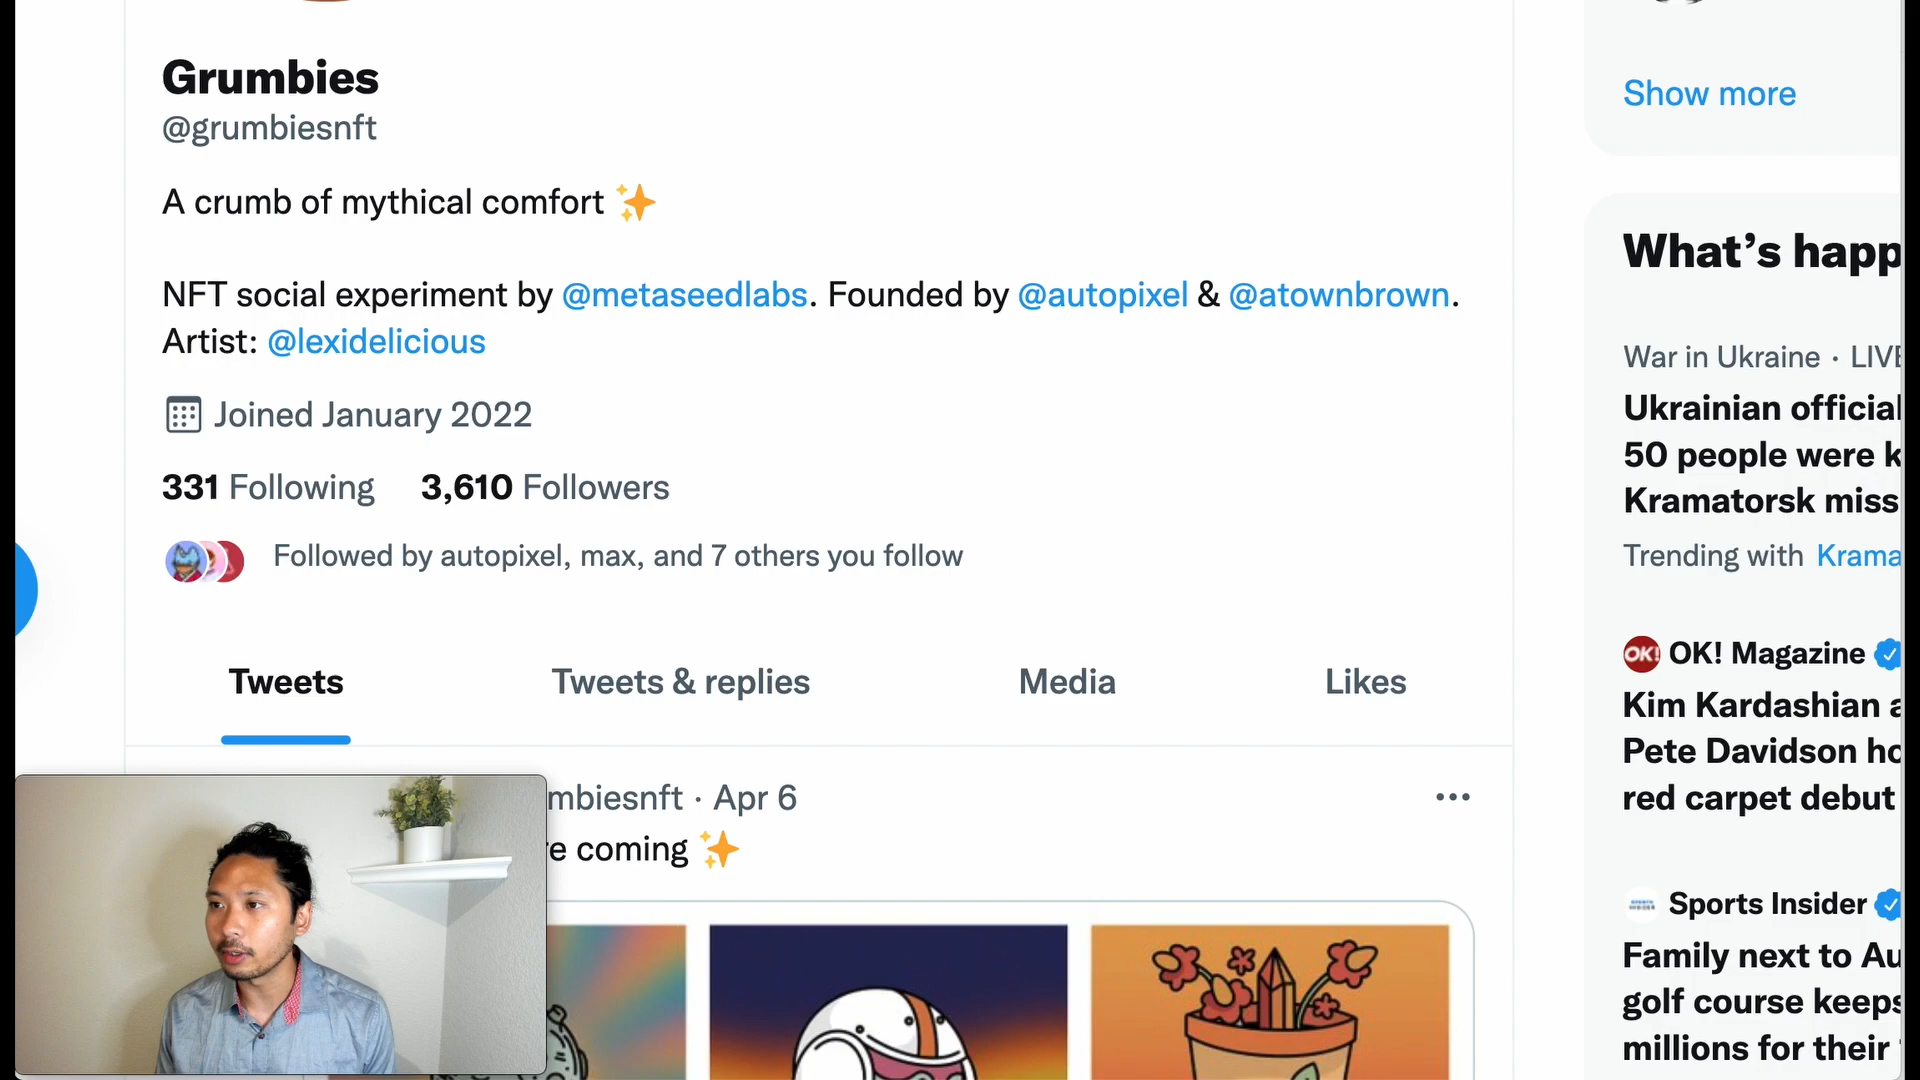 Grumbies
@grumbiesnft
A crumb of mythical comfort
NFT social experiment by @metaseedlabs. Founded by @autopixel & @atownbrown.
Artist: @lexidelicious
Joined January 2022
331 Following 3,610 Followers
Followed by autopixel, max, and 7 others you follow
Tweets Tweets & replies Media Likes
mbiesnft · Apr 6
re coming
Show more
What's happ
War in Ukraine · LIVE
Ukrainian official
50 people were k
Kramatorsk miss
Trending with Krama
OK! OK! Magazine
Kim Kardashian a
Pete Davidson ho
red carpet debut
Sports Insider
Family next to Au
golf course keeps
millions for their